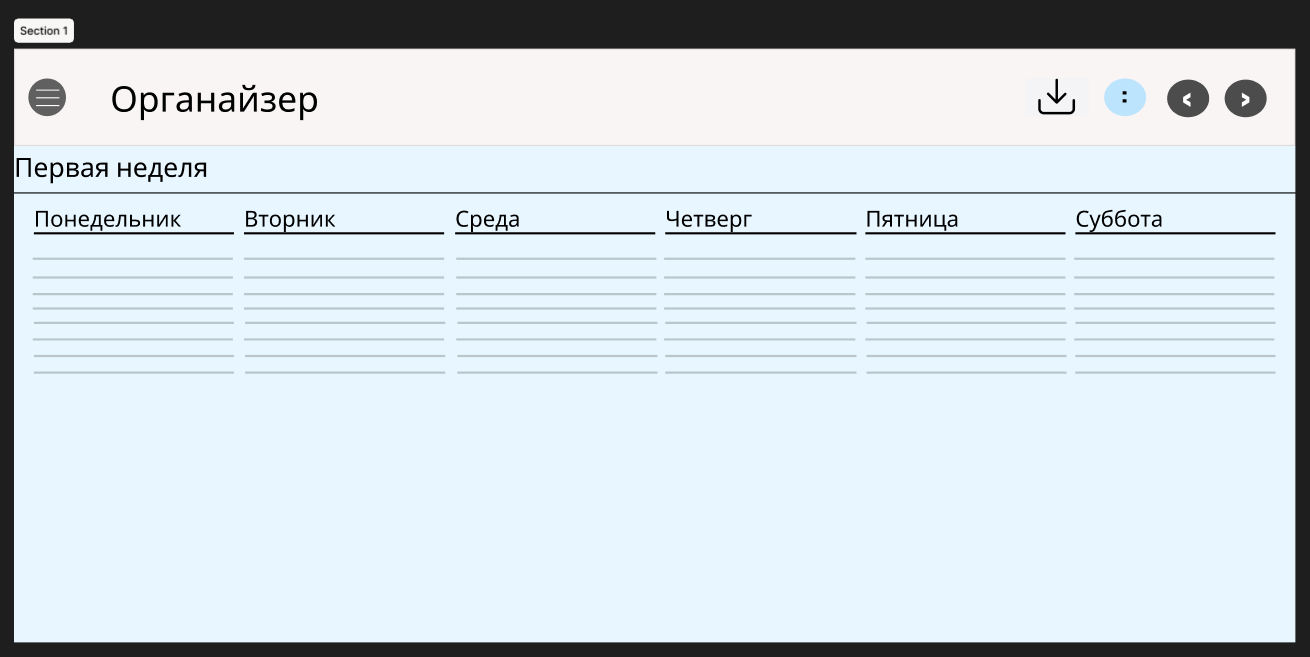 Section 1
Органайзер
:
‹ ›
Первая неделя
Понедельник Вторник Среда Четверг Пятница Суббота